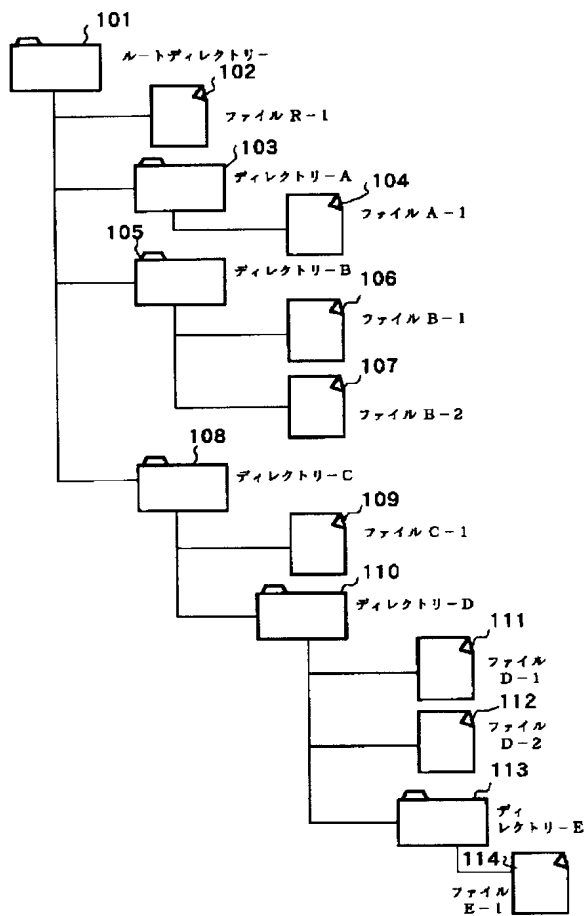 101
ルートディレクトリー
102
ファイル R-1
103
ディレクトリーA
104
ファイル A-1
105
ディレクトリーB
106
ファイル B-1
107
ファイル B-2
108
ディレクトリーC
109
ファイル C-1
110
ディレクトリーD
111
ファイル
D-1
112
ファイル
D-2
113
ディ
レクトリーE
114
ファイル
E-1